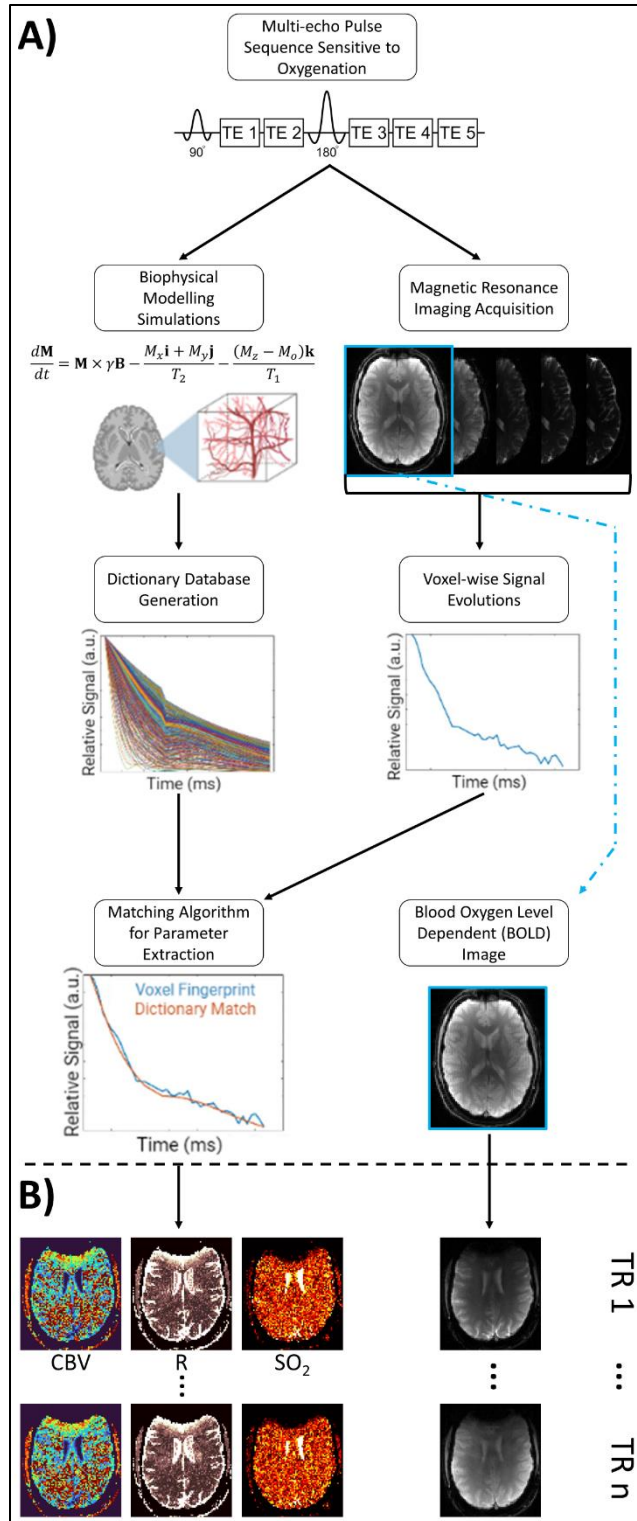 A)
Multi-echo Pulse
Sequence Sensitive to
Oxygenation
TE 1 TE 2 TE 3 TE 4 TE 5
90° 180°
Biophysical
Modelling
Simulations
Magnetic Resonance
Imaging Acquisition
dM/dt = M × γB − (Mₓi + Mᵧj)/T₂ − (M_z − Mₒ)k/T₁
Dictionary Database
Generation
Voxel-wise Signal
Evolutions
Relative Signal (a.u.)
Time (ms)
Relative Signal (a.u.)
Time (ms)
Matching Algorithm
for Parameter
Extraction
Blood Oxygen Level
Dependent (BOLD)
Image
Relative Signal (a.u.)
Voxel Fingerprint
Dictionary Match
Time (ms)
B)
TR 1
CBV R SO₂
...
... ...
TR n